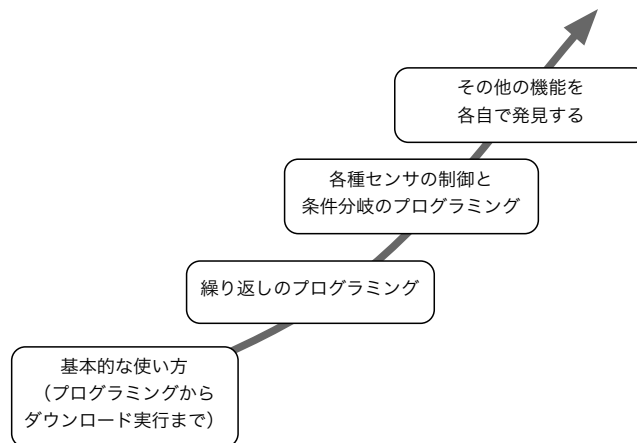 その他の機能を
各自で発見する
各種センサの制御と
条件分岐のプログラミング
繰り返しのプログラミング
基本的な使い方
（プログラミングから
ダウンロード実行まで）